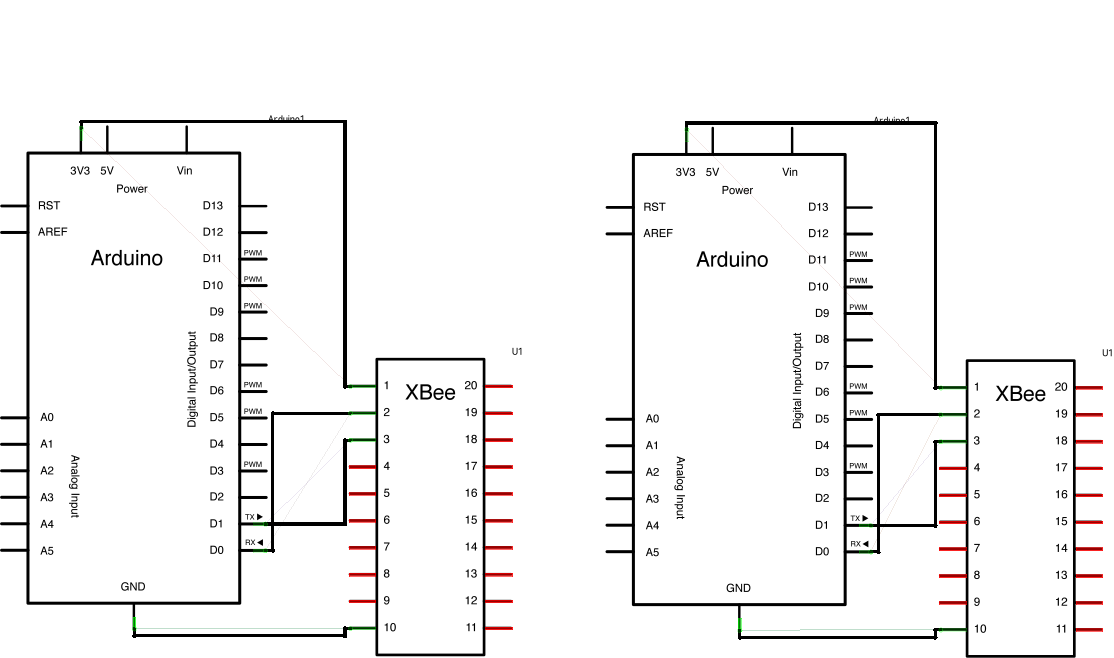 Arduino1
3V3 5V Vin
Power
RST D13
AREF D12
Arduino D11 PWM
D10 PWM
D9 PWM
Digital Input/Output
D8
D7
D6 PWM
A0 D5 PWM
A1 D4
A2 D3 PWM
Analog Input
A3 D2
A4 D1 TX
A5 D0 RX
GND
U1
XBee
1 20
2 19
3 18
4 17
5 16
6 15
7 14
8 13
9 12
10 11
Arduino1
3V3 5V Vin
Power
RST D13
AREF D12
Arduino D11 PWM
D10 PWM
D9 PWM
Digital Input/Output
D8
D7
D6 PWM
A0 D5 PWM
A1 D4
A2 D3 PWM
Analog Input
A3 D2
A4 D1 TX
A5 D0 RX
GND
U1
XBee
1 20
2 19
3 18
4 17
5 16
6 15
7 14
8 13
9 12
10 11